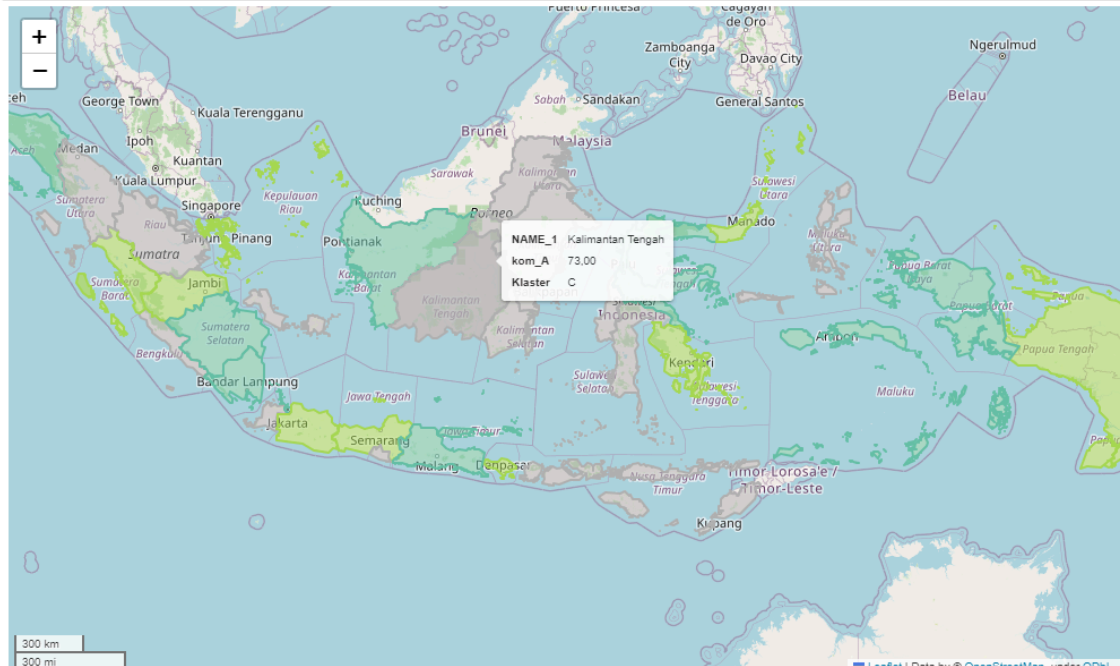 Puerto Princesa
Cagayan
de Oro
+
−
Zamboanga
City
Davao City
Ngerulmud
Belau
General Santos
Sabah
Sandakan
George Town
Kuala Terengganu
Ipoh
Kuantan
Kuala Lumpur
Brunei
Malaysia
Sarawak
Kuching
Aceh
Medan
Sumatera
Utara
Riau
Singapore
Kepulauan
Riau
Tanjung Pinang
Sumatra
Pontianak
Borneo
Kalimantan
Utara
Sulawesi
Utara
Manado
Maluku
Utara
NAME_1 Kalimantan Tengah
kom_A 73,00
Klaster C
Sumatera
Barat
Jambi
Kalimantan
Barat
Kalimantan
Tengah
Papua Barat
Papua Barat
Papua
Sumatera
Selatan
Bengkulu
Kalimantan
Selatan
Indonesia
Ambon
Papua Tengah
Bandar Lampung
Kendari
Sulawesi
Selatan
Sulawesi
Tenggara
Maluku
Jawa Tengah
Jakarta
Semarang
Jawa Timur
Malang
Denpasar
Nusa Tenggara
Timur
Timor Lorosa'e /
Timor-Leste
Kupang
300 km
300 mi
Leaflet | Data by © OpenStreetMap, under ODbL